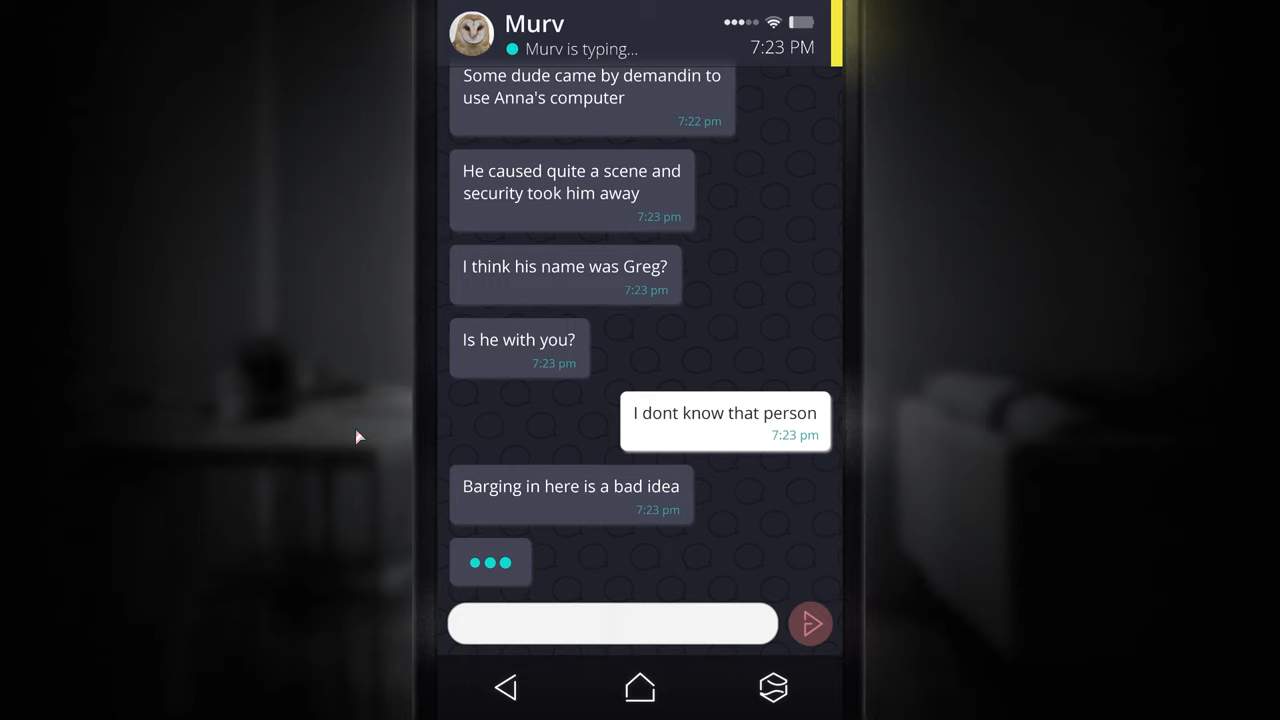 Murv
Murv is typing...
7:23 PM
Some dude came by demandin to
use Anna's computer
7:22 pm
He caused quite a scene and
security took him away
7:23 pm
I think his name was Greg?
7:23 pm
Is he with you?
7:23 pm
I dont know that person
7:23 pm
Barging in here is a bad idea
7:23 pm